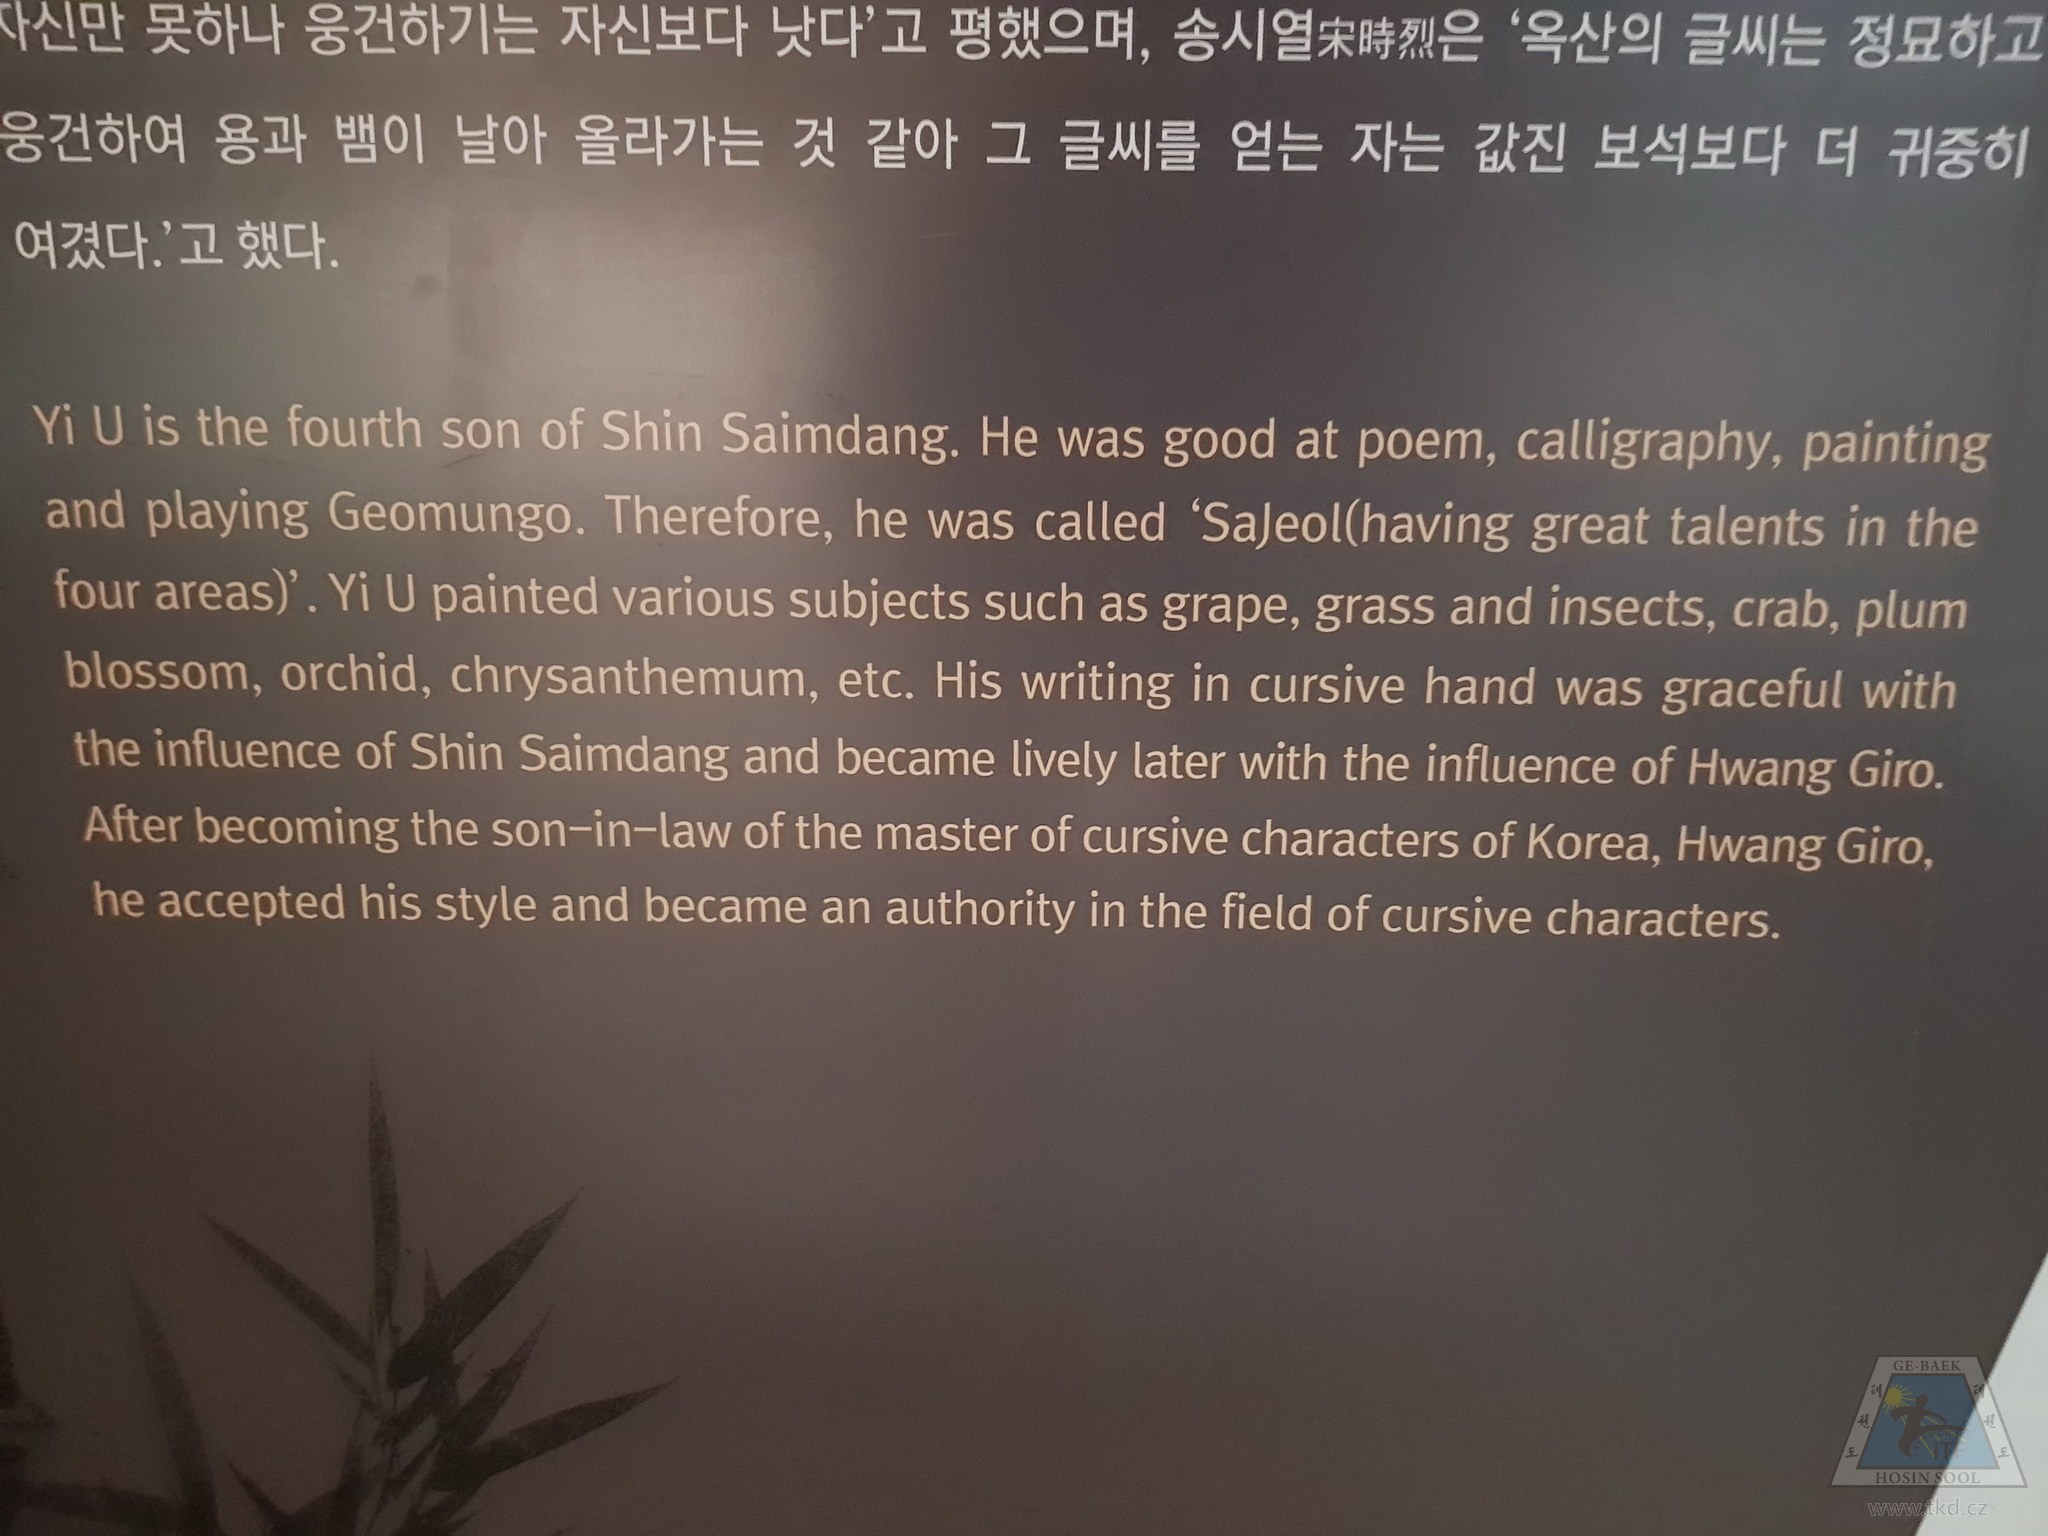 자신만 못하나 웅건하기는 자신보다 낫다’고 평했으며, 송시열宋時烈은 ‘옥산의 글씨는 정묘하고
웅건하여 용과 뱀이 날아 올라가는 것 같아 그 글씨를 얻는 자는 값진 보석보다 더 귀중히
여겼다.’고 했다.
Yi U is the fourth son of Shin Saimdang. He was good at poem, calligraphy, painting
and playing Geomungo. Therefore, he was called ‘SaJeol(having great talents in the
four areas)’. Yi U painted various subjects such as grape, grass and insects, crab, plum
blossom, orchid, chrysanthemum, etc. His writing in cursive hand was graceful with
the influence of Shin Saimdang and became lively later with the influence of Hwang Giro.
After becoming the son-in-law of the master of cursive characters of Korea, Hwang Giro,
he accepted his style and became an authority in the field of cursive characters.
GE-BAEK
태 태
권 권
도 도
ITF
HOSIN SOOL
www.tkd.cz